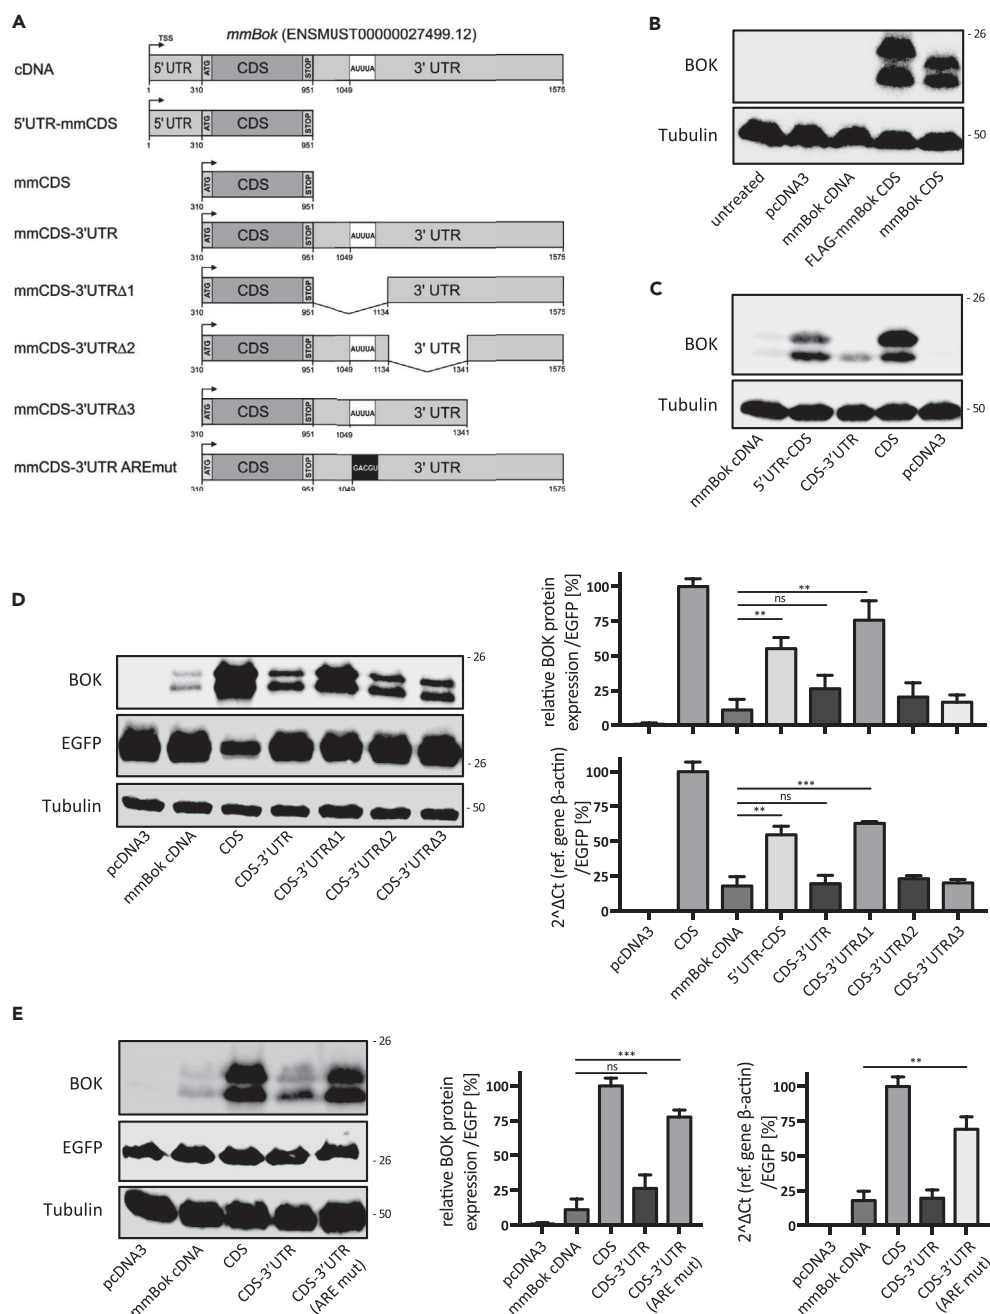 A
mmBok (ENSMUST00000027499.12)
TSS
cDNA
5' UTR ATG CDS STOP AUUUA 3' UTR
1 310 951 1049 1575
5'UTR-mmCDS
5' UTR ATG CDS STOP
1 310 951
mmCDS
ATG CDS STOP
310 951
mmCDS-3'UTR
ATG CDS STOP AUUUA 3' UTR
310 951 1049 1575
mmCDS-3'UTRΔ1
ATG CDS STOP 3' UTR
310 951 1134 1575
mmCDS-3'UTRΔ2
ATG CDS STOP AUUUA 3' UTR
310 951 1049 1134 1341 1575
mmCDS-3'UTRΔ3
ATG CDS STOP AUUUA 3' UTR
310 951 1049 1341
mmCDS-3'UTR AREmut
ATG CDS STOP GACGU 3' UTR
310 951 1049 1575
B
BOK
- 26
Tubulin
- 50
untreated
pcDNA3
mmBok cDNA
FLAG-mmBok CDS
mmBok CDS
C
BOK
- 26
Tubulin
- 50
mmBok cDNA
5'UTR-CDS
CDS-3'UTR
CDS
pcDNA3
D
BOK
- 26
EGFP
- 26
Tubulin
- 50
pcDNA3
mmBok cDNA
CDS
CDS-3'UTR
CDS-3'UTRΔ1
CDS-3'UTRΔ2
CDS-3'UTRΔ3
relative BOK protein
expression /EGFP [%]
100
75
50
25
0
**
ns
**
2^ΔCt (ref. gene β-actin)
/EGFP [%]
100
75
50
25
0
***
ns
**
pcDNA3
CDS
mmBok cDNA
5'UTR-CDS
CDS-3'UTR
CDS-3'UTRΔ1
CDS-3'UTRΔ2
CDS-3'UTRΔ3
E
BOK
- 26
EGFP
- 26
Tubulin
- 50
pcDNA3
mmBok cDNA
CDS
CDS-3'UTR
CDS-3'UTR
(ARE mut)
relative BOK protein
expression /EGFP [%]
100
75
50
25
0
***
ns
pcDNA3
mmBok cDNA
CDS
CDS-3'UTR
CDS-3'UTR
(ARE mut)
2^ΔCt (ref. gene β-actin)
/EGFP [%]
100
75
50
25
0
**
pcDNA3
mmBok cDNA
CDS
CDS-3'UTR
CDS-3'UTR
(ARE mut)